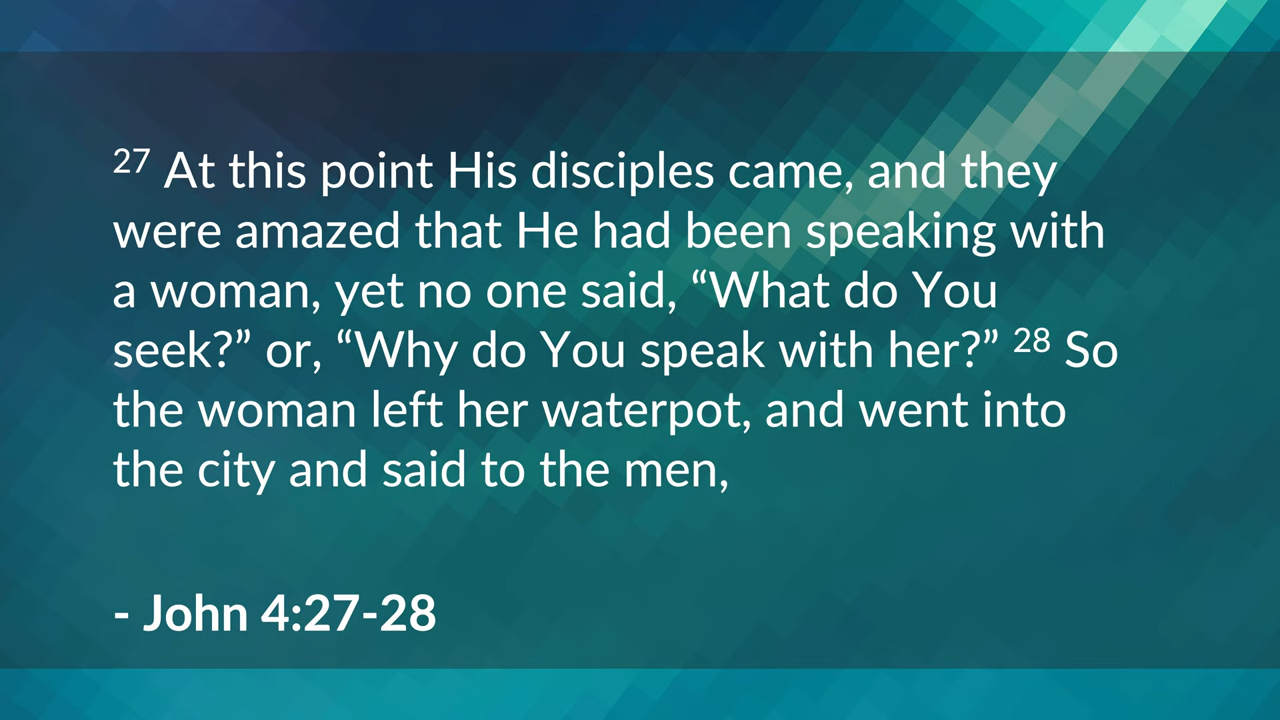 27 At this point His disciples came, and they
were amazed that He had been speaking with
a woman, yet no one said, “What do You
seek?” or, “Why do You speak with her?” 28 So
the woman left her waterpot, and went into
the city and said to the men,
- John 4:27-28